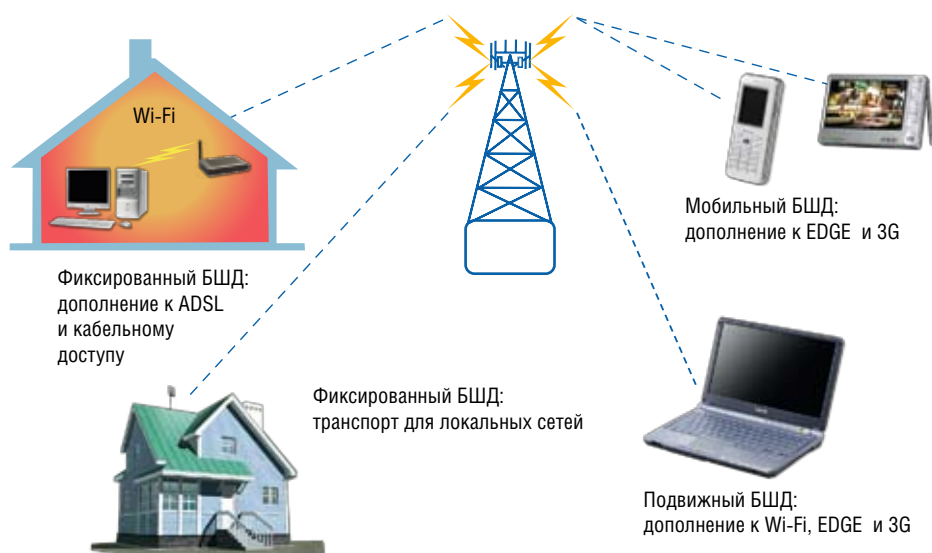 Wi-Fi
Мобильный БШД:
дополнение к EDGE и 3G
Фиксированный БШД:
дополнение к ADSL
и кабельному
доступу
Фиксированный БШД:
транспорт для локальных сетей
Подвижный БШД:
дополнение к Wi-Fi, EDGE и 3G